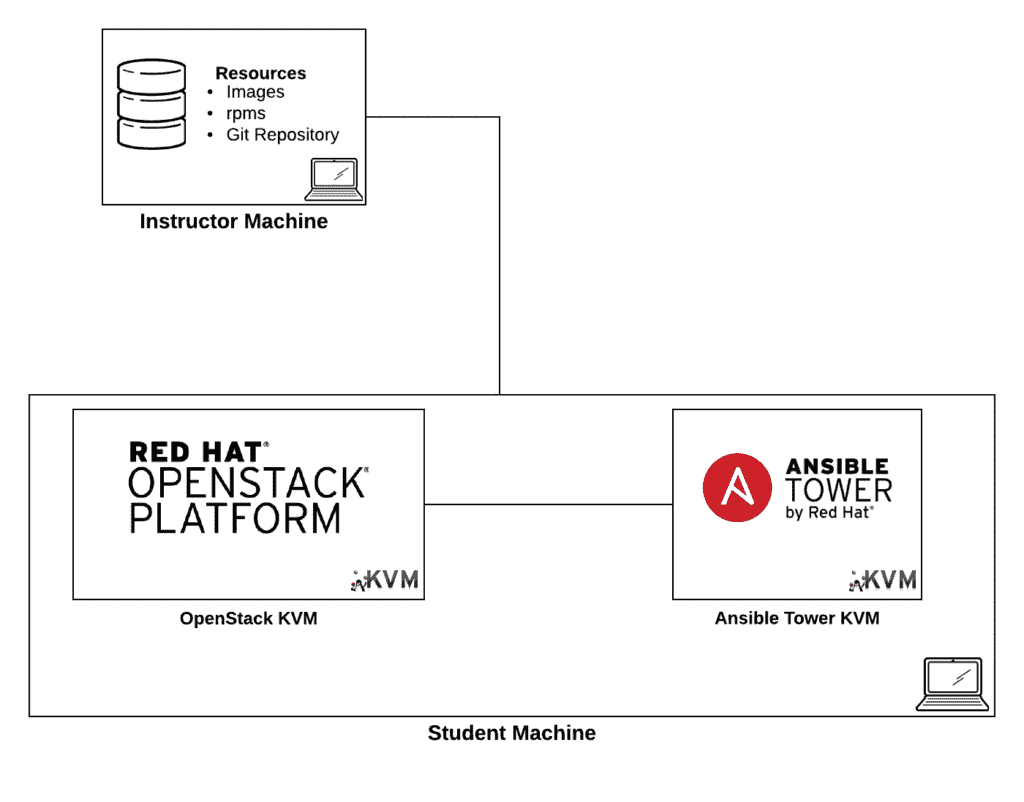 Resources
• Images
• rpms
• Git Repository
Instructor Machine
RED HAT®
OPENSTACK®
PLATFORM
KVM
OpenStack KVM
ANSIBLE
TOWER
by Red Hat®
KVM
Ansible Tower KVM
Student Machine